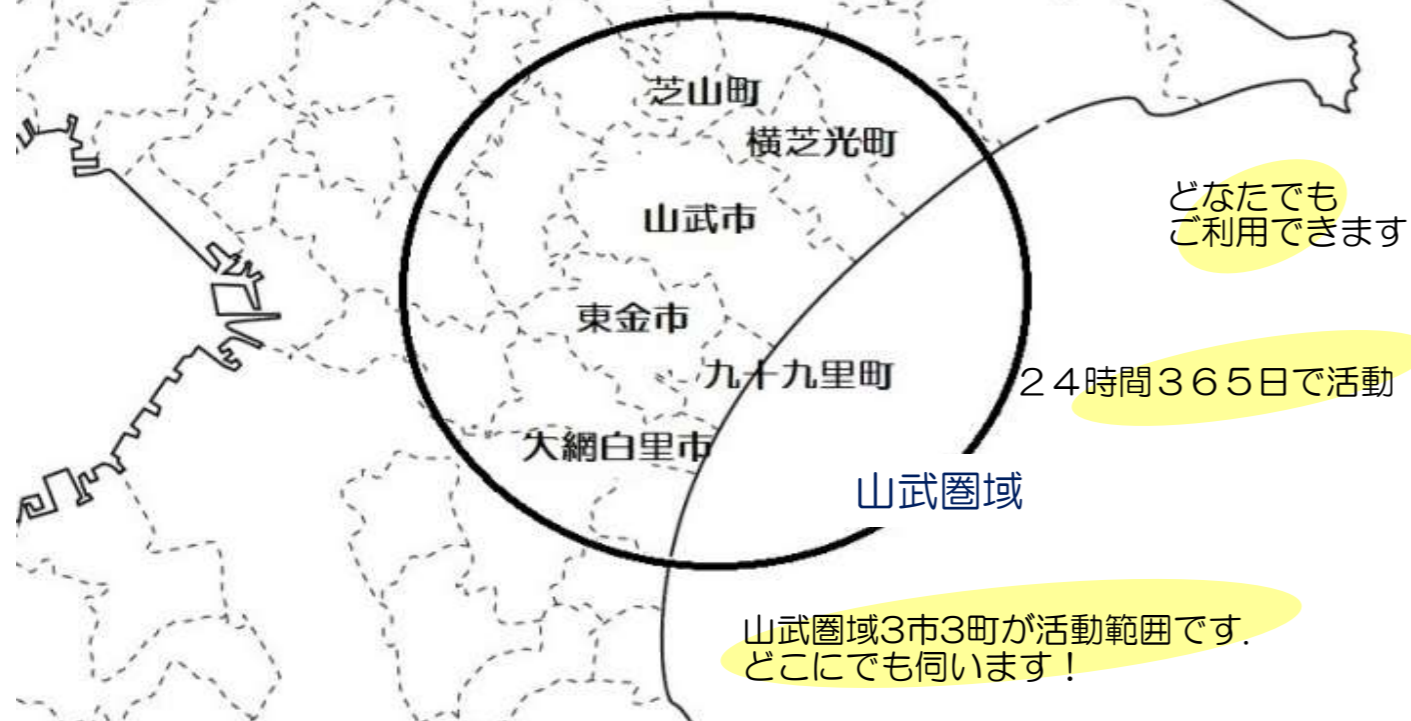 芝山町
横芝光町
山武市
東金市
九十九里町
大網白里市
山武圏域
どなたでも
ご利用できます
２４時間３６５日で活動
山武圏域3市3町が活動範囲です.
どこにでも伺います！